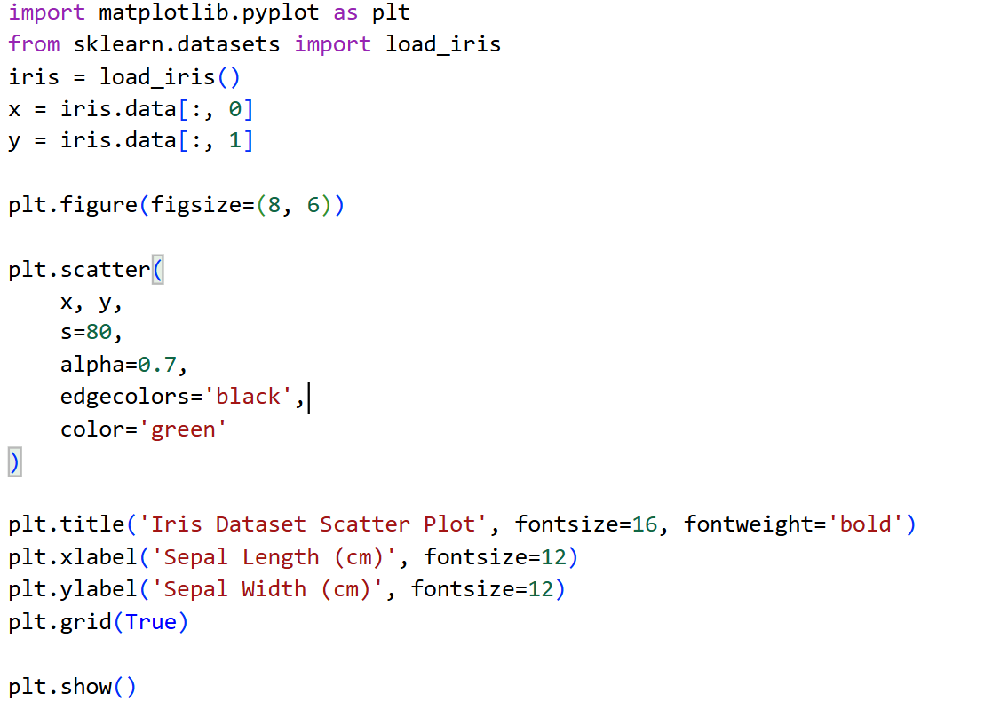 import matplotlib.pyplot as plt
from sklearn.datasets import load_iris
iris = load_iris()
x = iris.data[:, 0]
y = iris.data[:, 1]

plt.figure(figsize=(8, 6))

plt.scatter(
    x, y,
    s=80,
    alpha=0.7,
    edgecolors='black',
    color='green'
)

plt.title('Iris Dataset Scatter Plot', fontsize=16, fontweight='bold')
plt.xlabel('Sepal Length (cm)', fontsize=12)
plt.ylabel('Sepal Width (cm)', fontsize=12)
plt.grid(True)

plt.show()